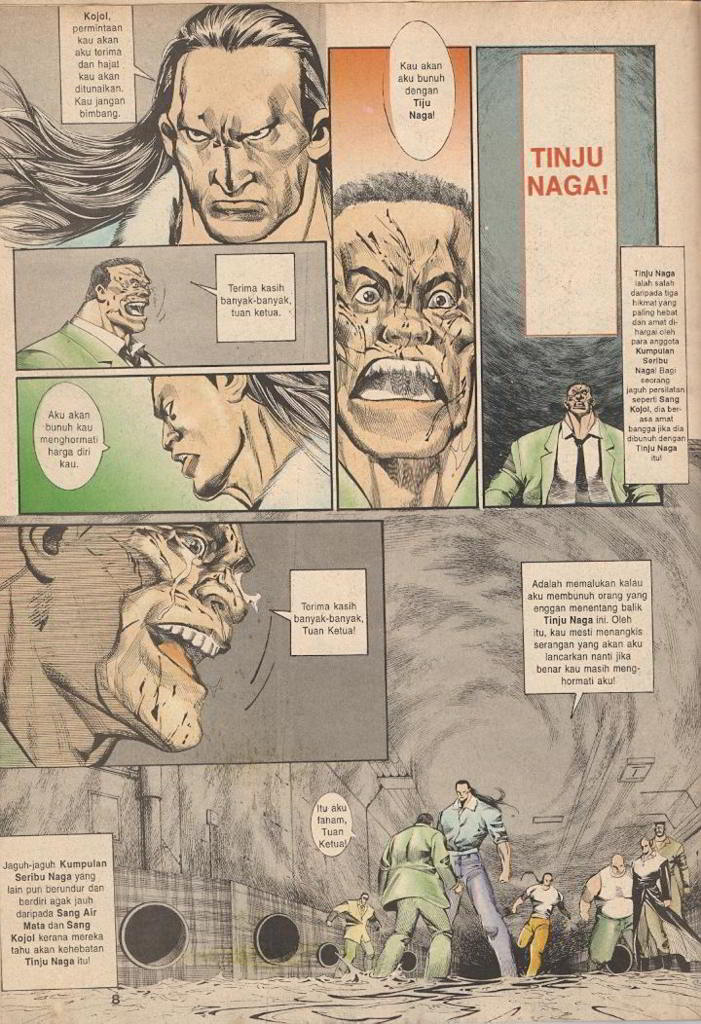 Kojol,
permintaan
kau akan
aku terima
dan hajat
kau akan
ditunaikan.
Kau jangan
bimbang.
Kau akan
aku bunuh
dengan
Tiju
Naga!
TINJU
NAGA!
Tinju Naga
ialah salah
daripada tiga
hikmat yang
paling hebat
dan amat di-
hargai oleh
para anggota
Kumpulan
Seribu
Naga! Bagi
seorang
jaguh persilatan
seperti Sang
Kojol, dia ber-
asa amat
bangga jika dia
dibunuh dengan
Tinju Naga
itu!
Terima kasih
banyak-banyak,
tuan ketua.
Aku akan
bunuh kau
menghormati
harga diri
kau.
Terima kasih
banyak-banyak,
Tuan Ketua!
Adalah memalukan kalau
aku membunuh orang yang
enggan menentang balik
Tinju Naga ini. Oleh
itu, kau mesti menangkis
serangan yang akan aku
lancarkan nanti jika
benar kau masih meng-
hormati aku!
Itu aku
faham,
Tuan
Ketua!
Jaguh-jaguh Kumpulan
Seribu Naga yang
lain pun berundur dan
berdiri agak jauh
daripada Sang Air
Mata dan Sang
Kojol kerana mereka
tahu akan kehebatan
Tinju Naga itu!
8